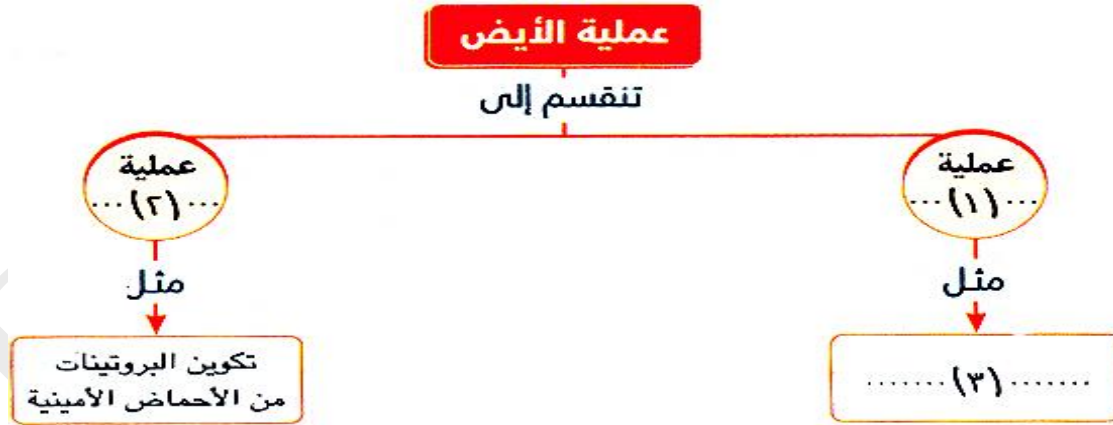 عملية الأيض
تنقسم إلى
عملية
...(١)...
مثل
.......(٣).......
عملية
...(٢)...
مثل
تكوين البروتينات
من الأحماض الأمينية